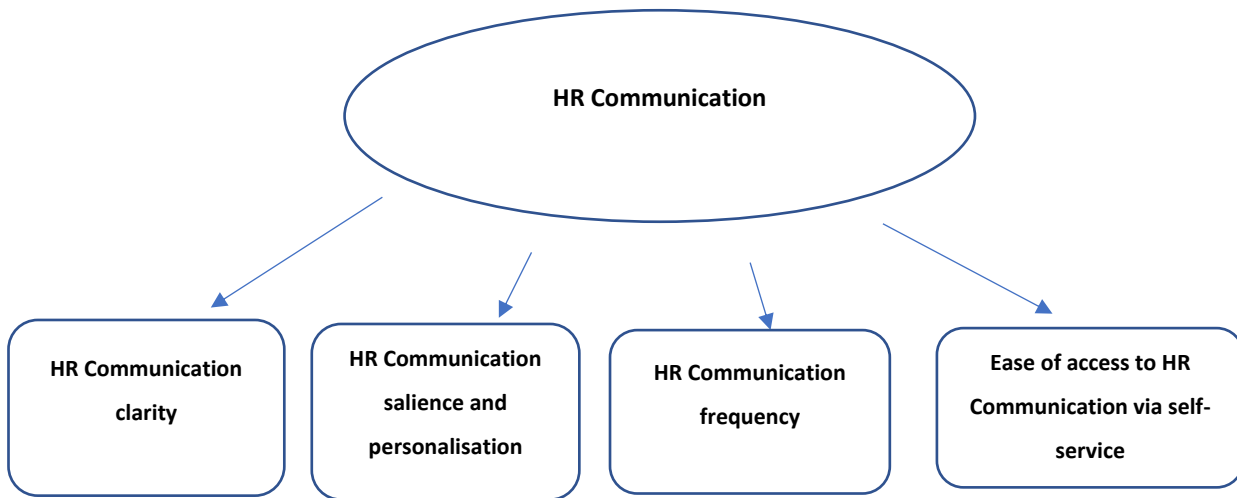 HR Communication
HR Communication
clarity
HR Communication
salience and
personalisation
HR Communication
frequency
Ease of access to HR
Communication via self-
service